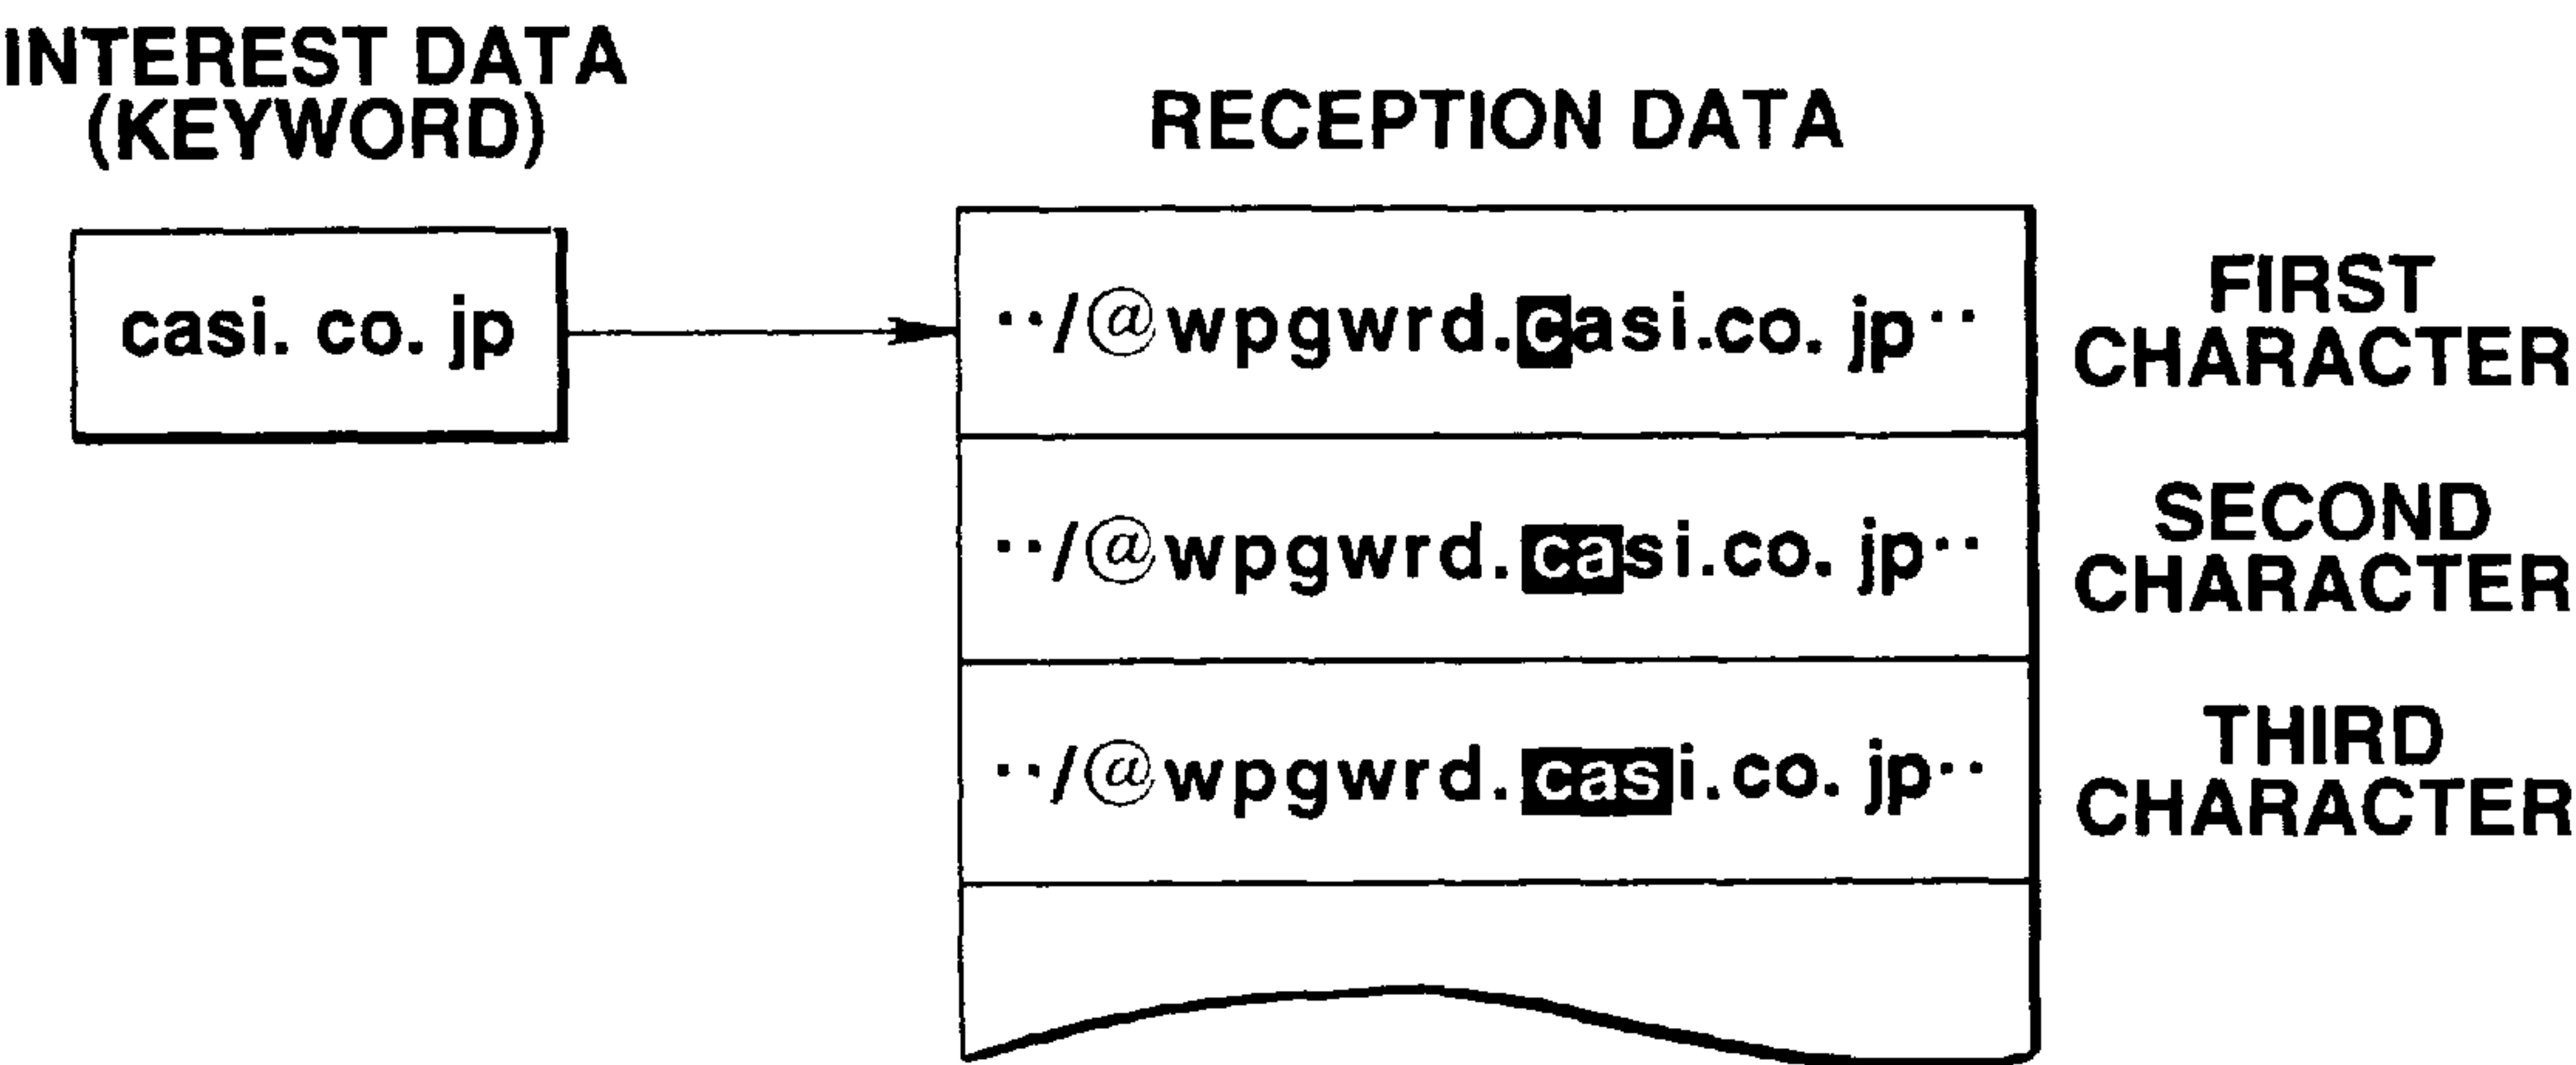 INTEREST DATA
(KEYWORD)
RECEPTION DATA
casi. co. jp
··/@wpgwrd.casi.co. jp··
FIRST
CHARACTER
··/@wpgwrd.casi.co. jp··
SECOND
CHARACTER
··/@wpgwrd.casi.co. jp··
THIRD
CHARACTER